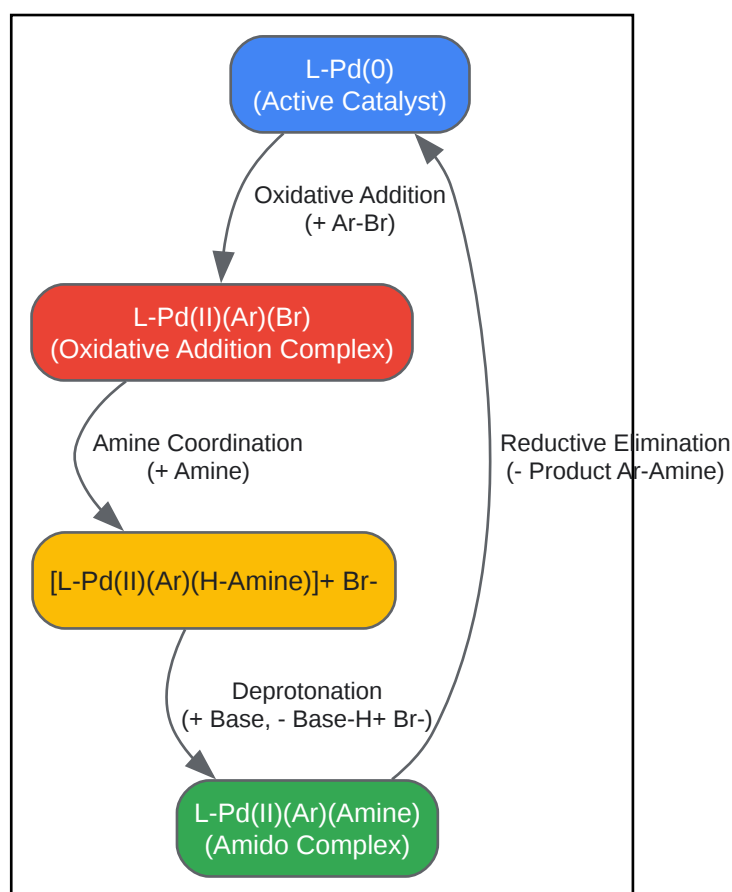 L-Pd(0)
(Active Catalyst)
Oxidative Addition
(+ Ar-Br)
L-Pd(II)(Ar)(Br)
(Oxidative Addition Complex)
Amine Coordination
(+ Amine)
Reductive Elimination
(- Product Ar-Amine)
[L-Pd(II)(Ar)(H-Amine)]+ Br-
Deprotonation
(+ Base, - Base-H+ Br-)
L-Pd(II)(Ar)(Amine)
(Amido Complex)